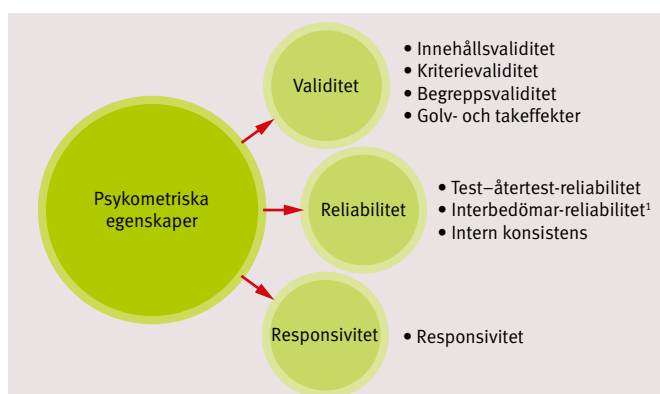 Psykometriska
egenskaper
Validitet
• Innehållsvaliditet
• Kriterievaliditet
• Begreppsvaliditet
• Golv- och takeffekter
Reliabilitet
• Test–återtest-reliabilitet
• Interbedömar-reliabilitet¹
• Intern konsistens
Responsivitet
• Responsivitet